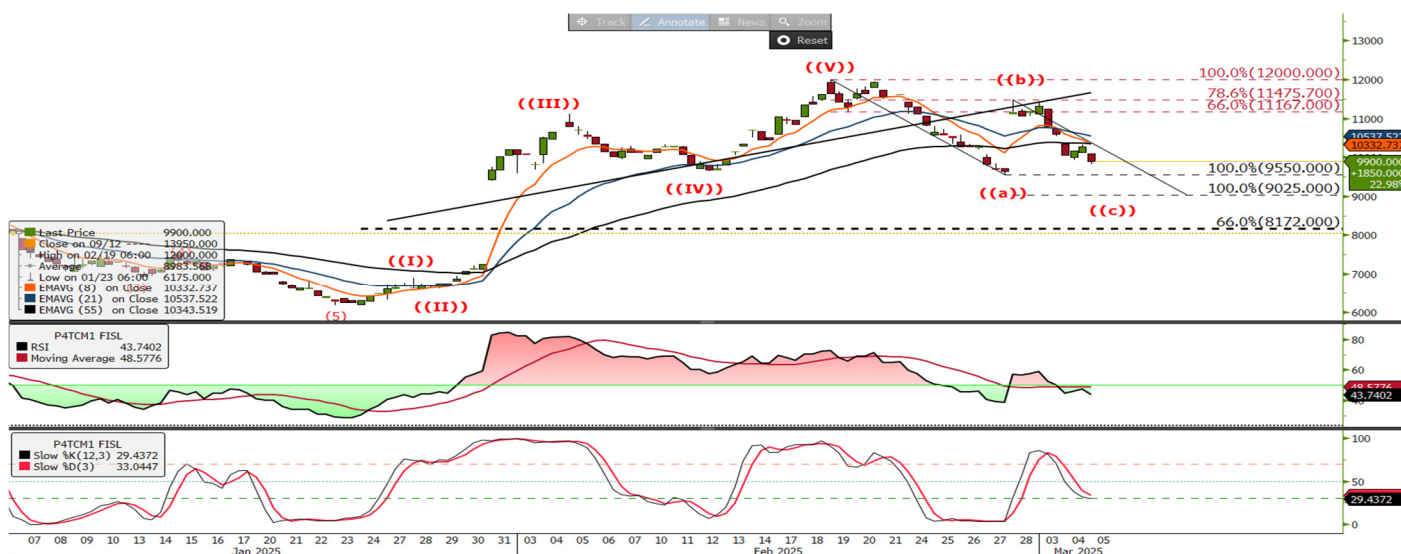 Track Annotate News Zoom
Reset
13000
12000
11000
10537.527
10332.737
9900.000
+1850.000
22.98%
9000
8000
7000
6000
100.0%(12000.000)
78.6%(11475.700)
66.0%(11167.000)
100.0%(9550.000)
100.0%(9025.000)
66.0%(8172.000)
((V))
((b))
((III))
((IV))
((a))
((c))
((I))
((II))
(5)
Last Price 9900.000
Close on 09/12 ---- 13950.000
High on 02/19 06:00 12000.000
Average 8983.568
Low on 01/23 06:00 6175.000
EMAVG (8) on Close 10332.737
EMAVG (21) on Close 10537.522
EMAVG (55) on Close 10343.519
P4TCM1 FISL
RSI 43.7402
Moving Average 48.5776
80
60
48.5776
43.7402
P4TCM1 FISL
Slow %K(12,3) 29.4372
Slow %D(3) 33.0447
100
50
29.4372
0
07 08 09 10 13 14 15 16 17 20 21 22 23 24 27 28 29 30 31 03 04 05 06 07 10 11 12 13 14 17 18 19 20 21 24 25 26 27 28 03 04 05
Jan 2025 Feb 2025 Mar 2025